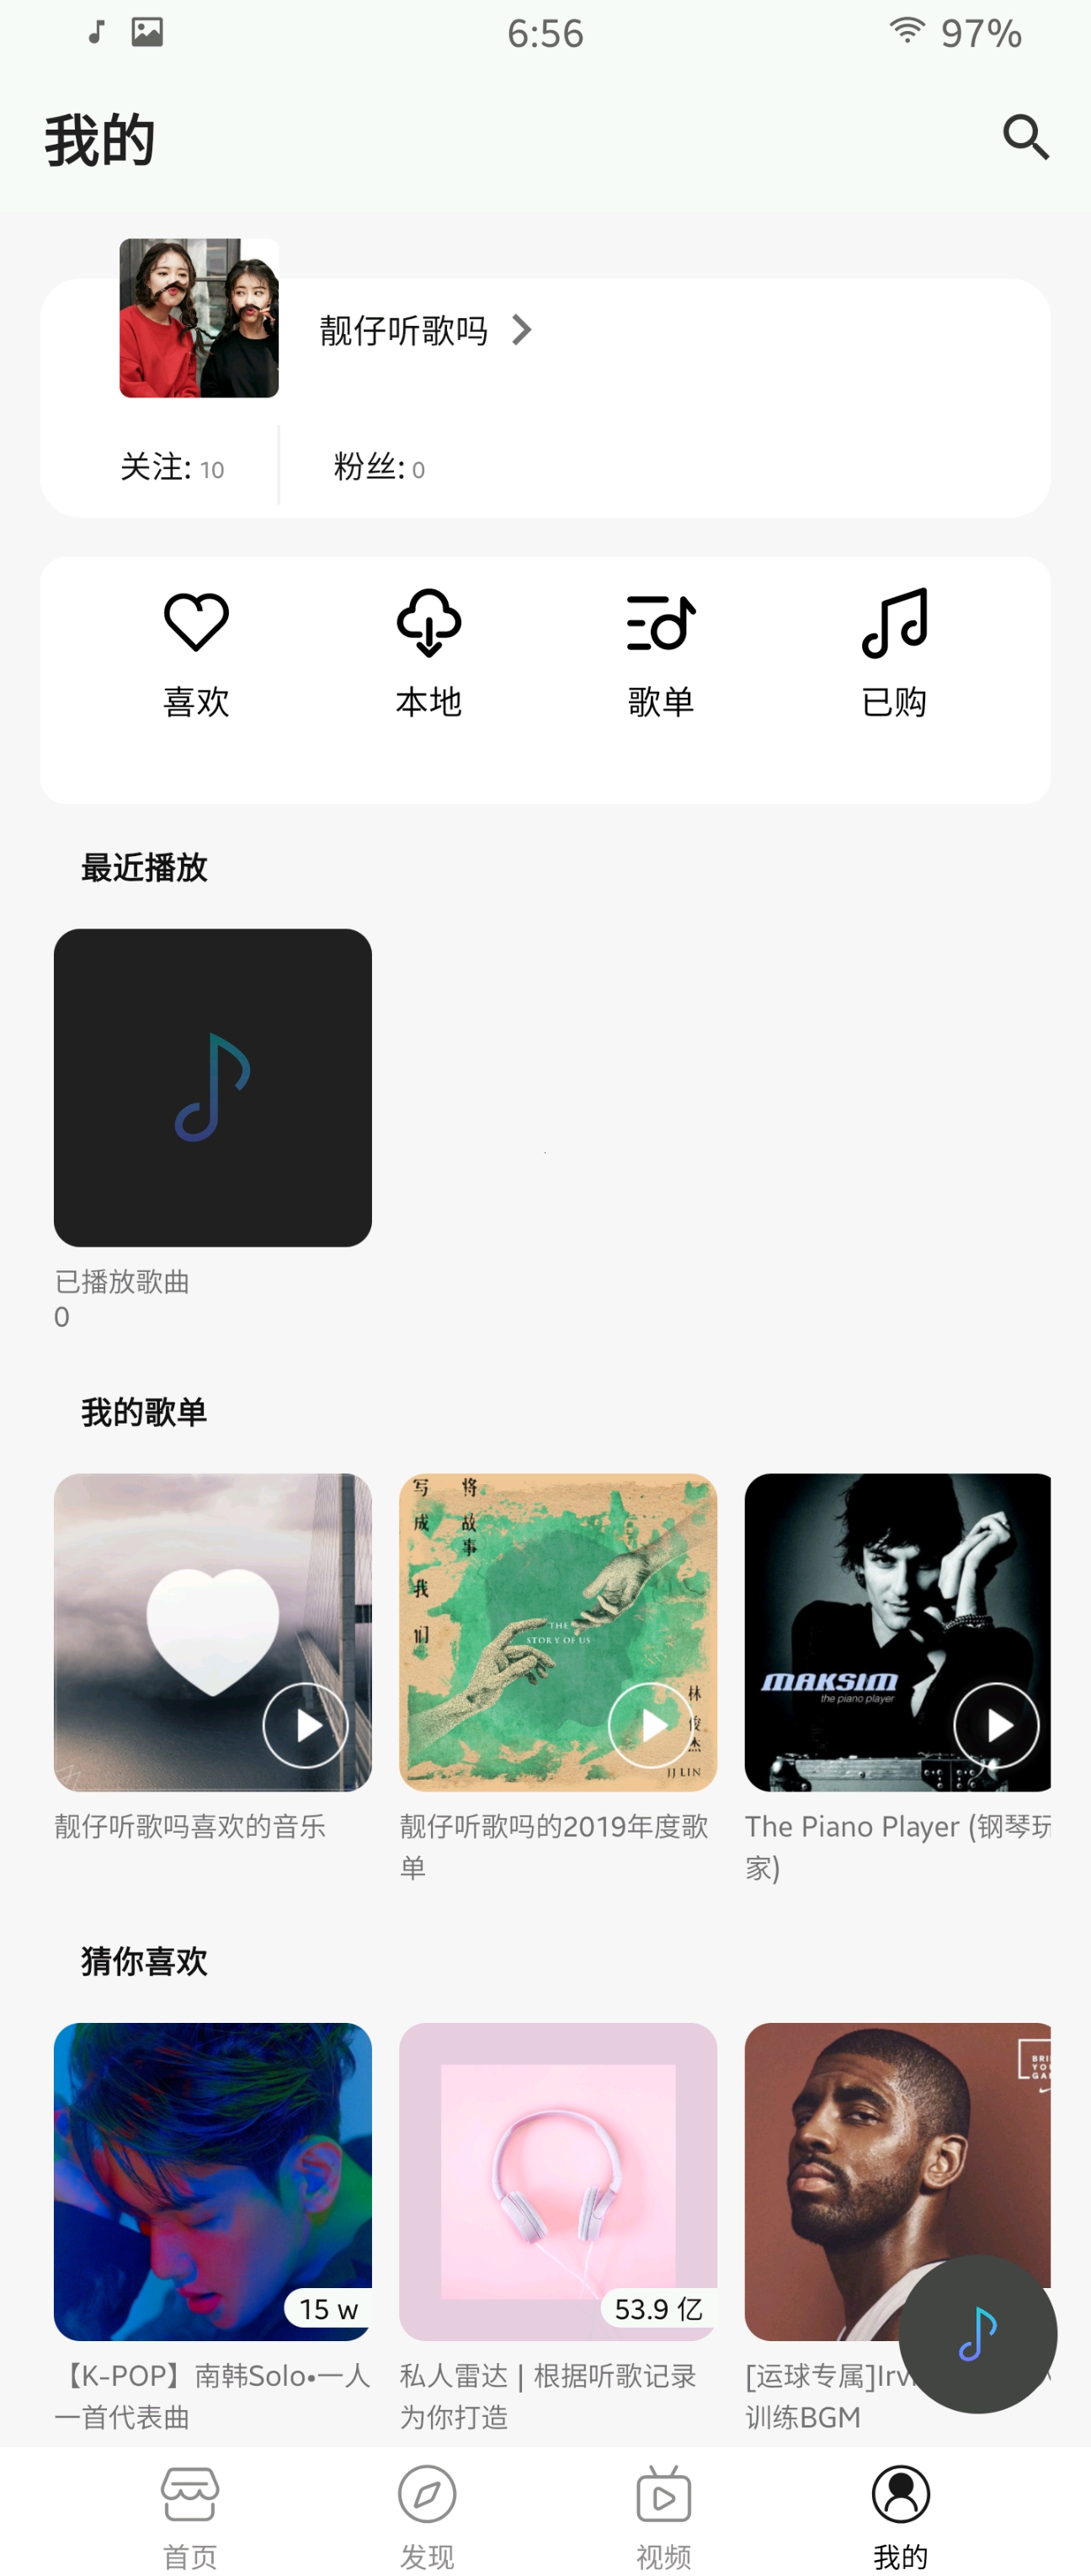 6:56
97%
我的
靓仔听歌吗
关注: 10
粉丝: 0
喜欢
本地
歌单
已购
最近播放
已播放歌曲
0
我的歌单
写成我们
将故事
THE
STORY OF US
林俊杰
JJ LIN
MAKSIM
the piano player
靓仔听歌吗喜欢的音乐
靓仔听歌吗的2019年度歌
单
The Piano Player (钢琴玩
家)
猜你喜欢
15 w
53.9 亿
【K-POP】南韩Solo•一人
一首代表曲
私人雷达 | 根据听歌记录
为你打造
[运球专属]Irv
训练BGM
首页
发现
视频
我的